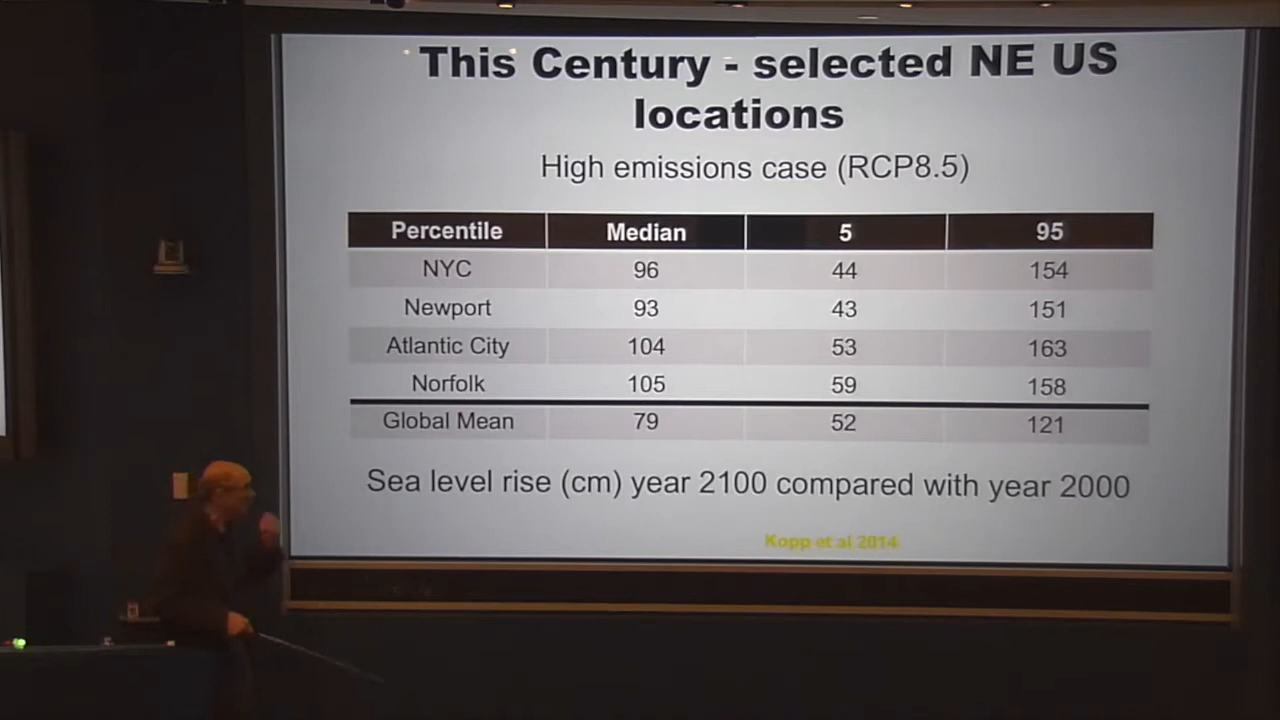 This Century - selected NE US
locations
High emissions case (RCP8.5)
Percentile Median 5 95
NYC 96 44 154
Newport 93 43 151
Atlantic City 104 53 163
Norfolk 105 59 158
Global Mean 79 52 121
Sea level rise (cm) year 2100 compared with year 2000
Kopp et al 2014